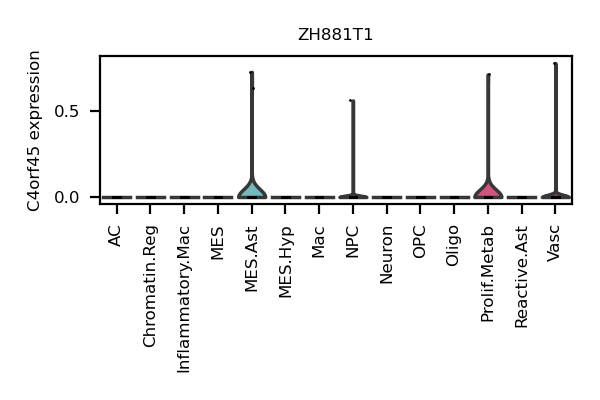 ZH881T1
C4orf45 expression
0.5
0.0
AC
Chromatin.Reg
Inflammatory.Mac
MES
MES.Ast
MES.Hyp
Mac
NPC
Neuron
OPC
Oligo
Prolif.Metab
Reactive.Ast
Vasc